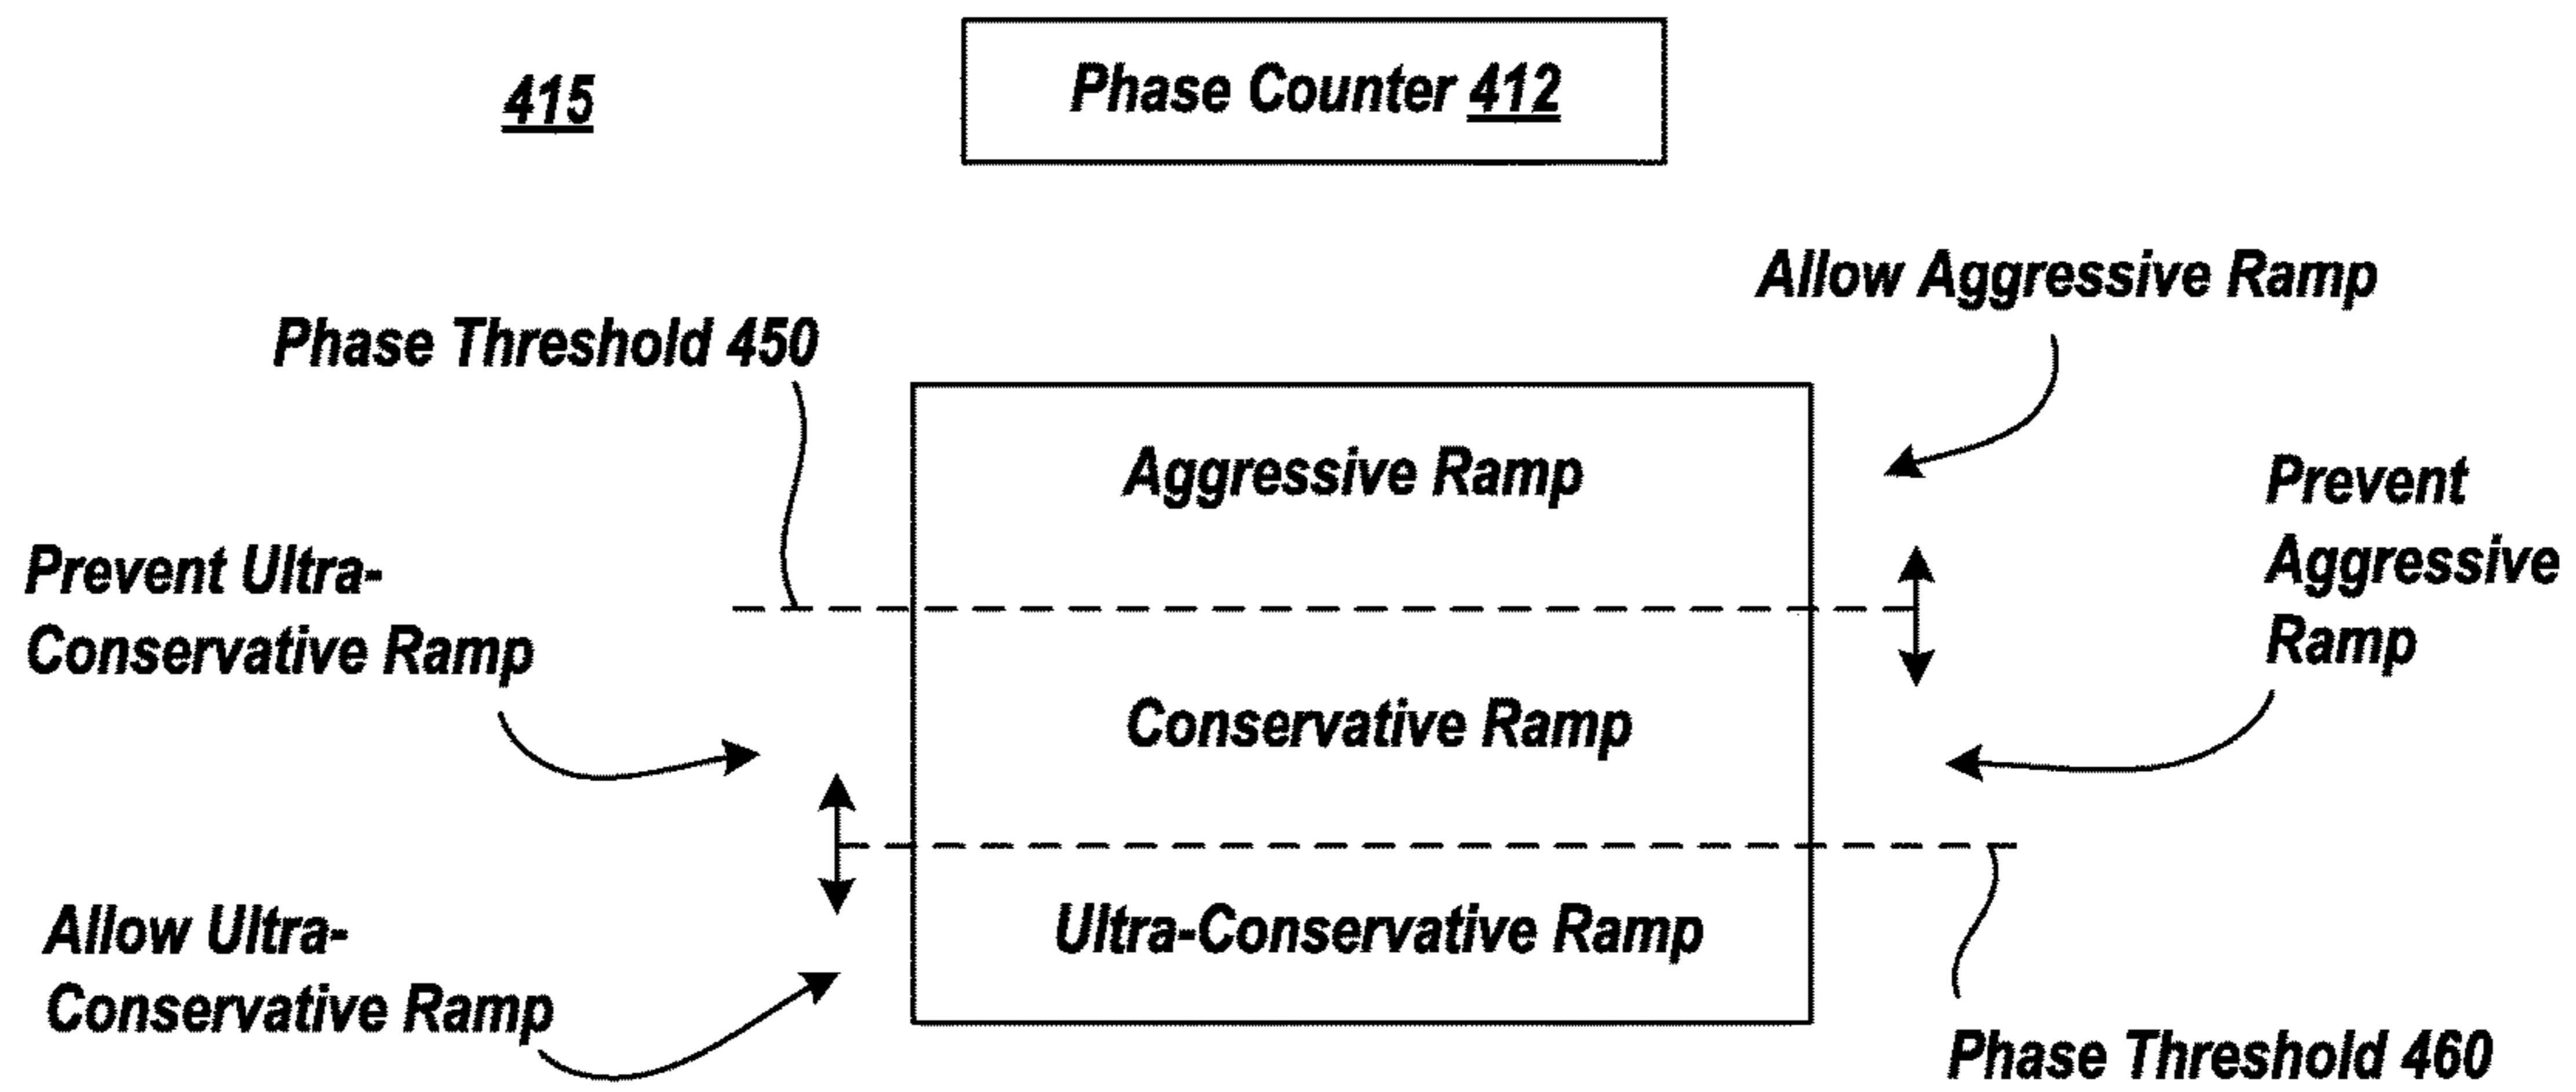 415
Phase Counter 412
Allow Aggressive Ramp
Phase Threshold 450
Aggressive Ramp
Prevent
Aggressive
Ramp
Prevent Ultra-
Conservative Ramp
Conservative Ramp
Allow Ultra-
Conservative Ramp
Ultra-Conservative Ramp
Phase Threshold 460